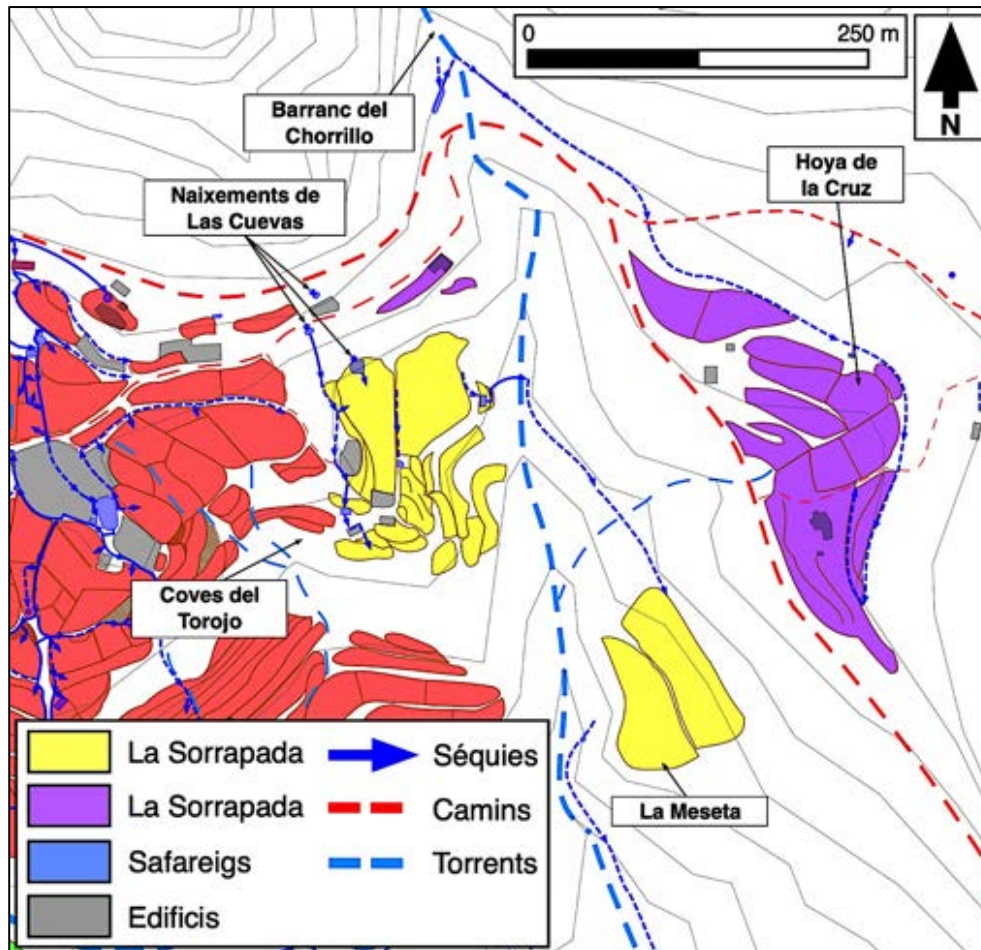 0 250 m
N
Barranc del
Chorrillo
Hoya de
la Cruz
Naixements de
Las Cuevas
Coves del
Torojo
La Meseta
La Sorrapada
La Sorrapada
Safareigs
Edificis
Séquies
Camins
Torrents